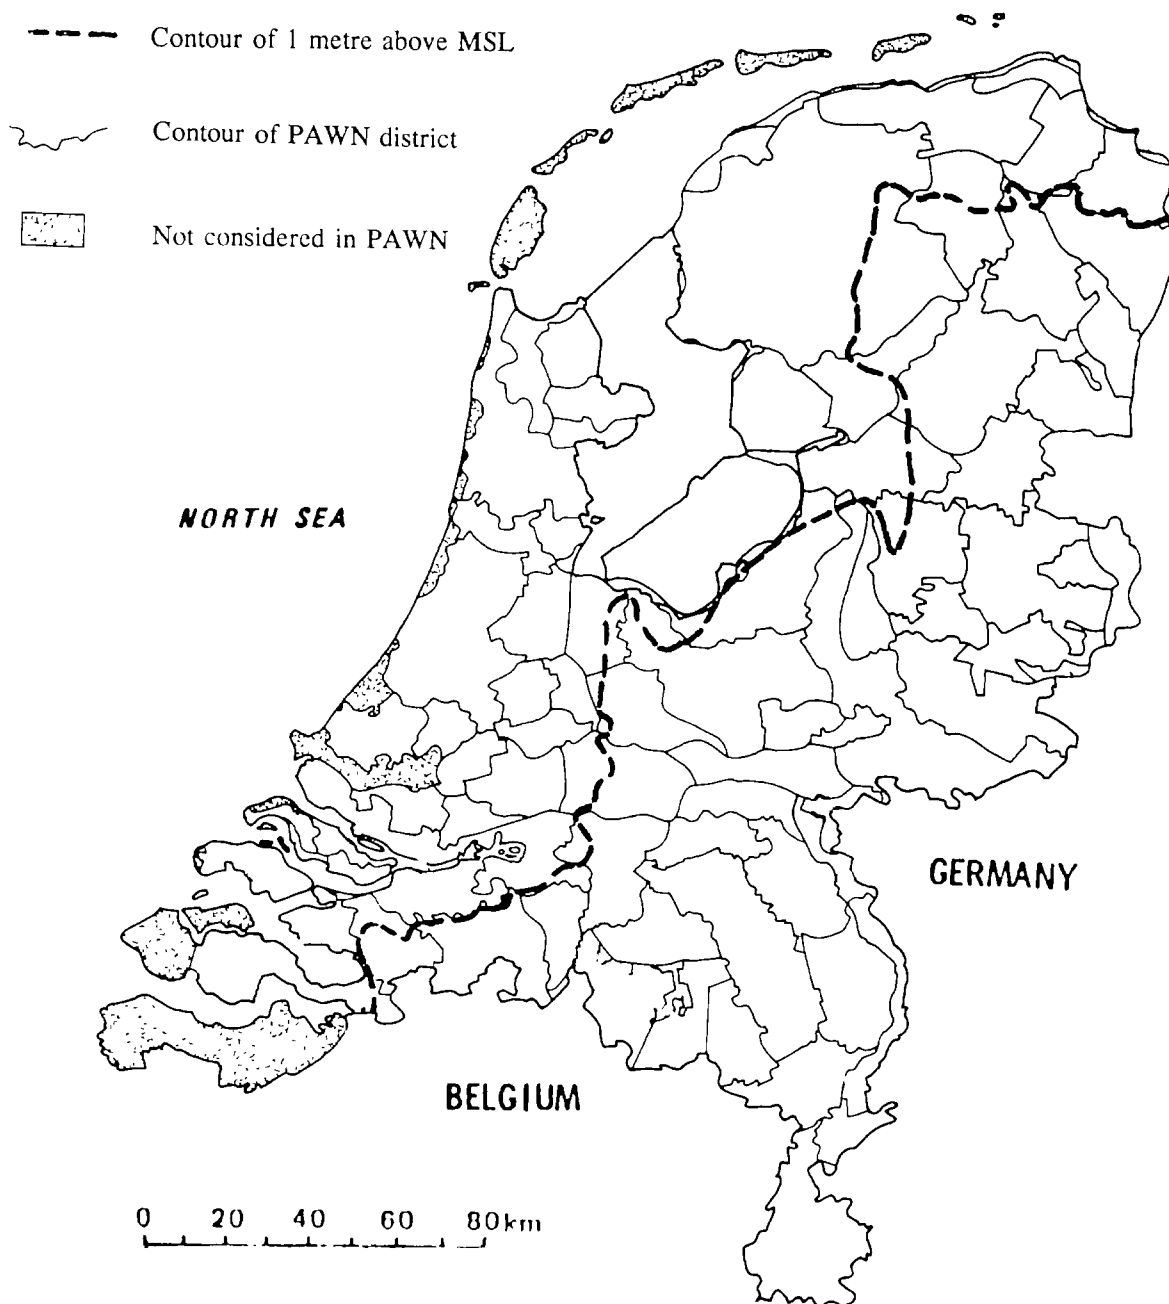 Contour of 1 metre above MSL
Contour of PAWN district
Not considered in PAWN
NORTH SEA
GERMANY
BELGIUM
0 20 40 60 80km